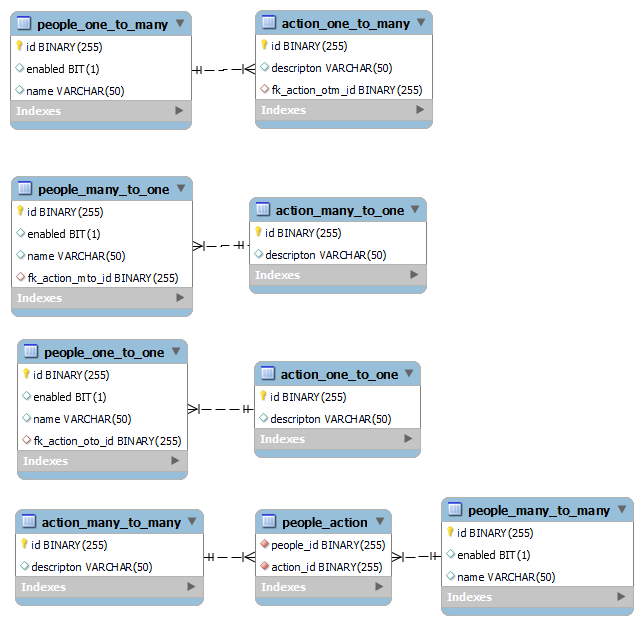 people_one_to_many
id BINARY(255)
enabled BIT(1)
name VARCHAR(50)
Indexes
action_one_to_many
id BINARY(255)
descripton VARCHAR(50)
fk_action_otm_id BINARY(255)
Indexes
people_many_to_one
id BINARY(255)
enabled BIT(1)
name VARCHAR(50)
fk_action_mto_id BINARY(255)
Indexes
action_many_to_one
id BINARY(255)
descripton VARCHAR(50)
Indexes
people_one_to_one
id BINARY(255)
enabled BIT(1)
name VARCHAR(50)
fk_action_oto_id BINARY(255)
Indexes
action_one_to_one
id BINARY(255)
descripton VARCHAR(50)
Indexes
action_many_to_many
id BINARY(255)
descripton VARCHAR(50)
Indexes
people_action
people_id BINARY(255)
action_id BINARY(255)
Indexes
people_many_to_many
id BINARY(255)
enabled BIT(1)
name VARCHAR(50)
Indexes